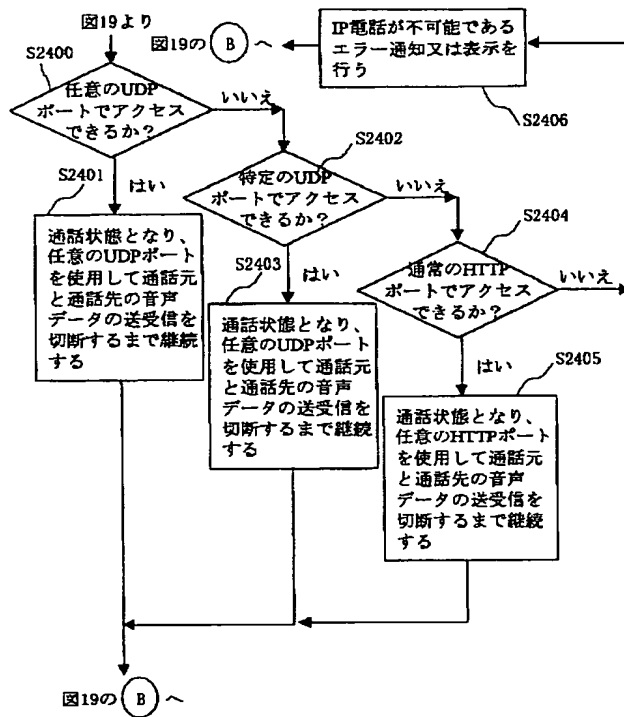 図19より
図19の B へ
IP電話が不可能である
エラー通知又は表示を
行う
S2406
S2400
任意のUDP
ポートでアクセス
できるか?
いいえ
はい
S2401
通話状態となり、
任意のUDPポート
を使用して通話元
と通話先の音声
データの送受信を
切断するまで継続
する
S2402
特定のUDP
ポートでアクセス
できるか?
いいえ
はい
S2403
通話状態となり、
任意のUDPポート
を使用して通話元
と通話先の音声
データの送受信を
切断するまで継続
する
S2404
通常のHTTP
ポートでアクセス
できるか?
いいえ
はい
S2405
通話状態となり、
任意のHTTPポート
を使用して通話元
と通話先の音声
データの送受信を
切断するまで継続
する
図19の B へ